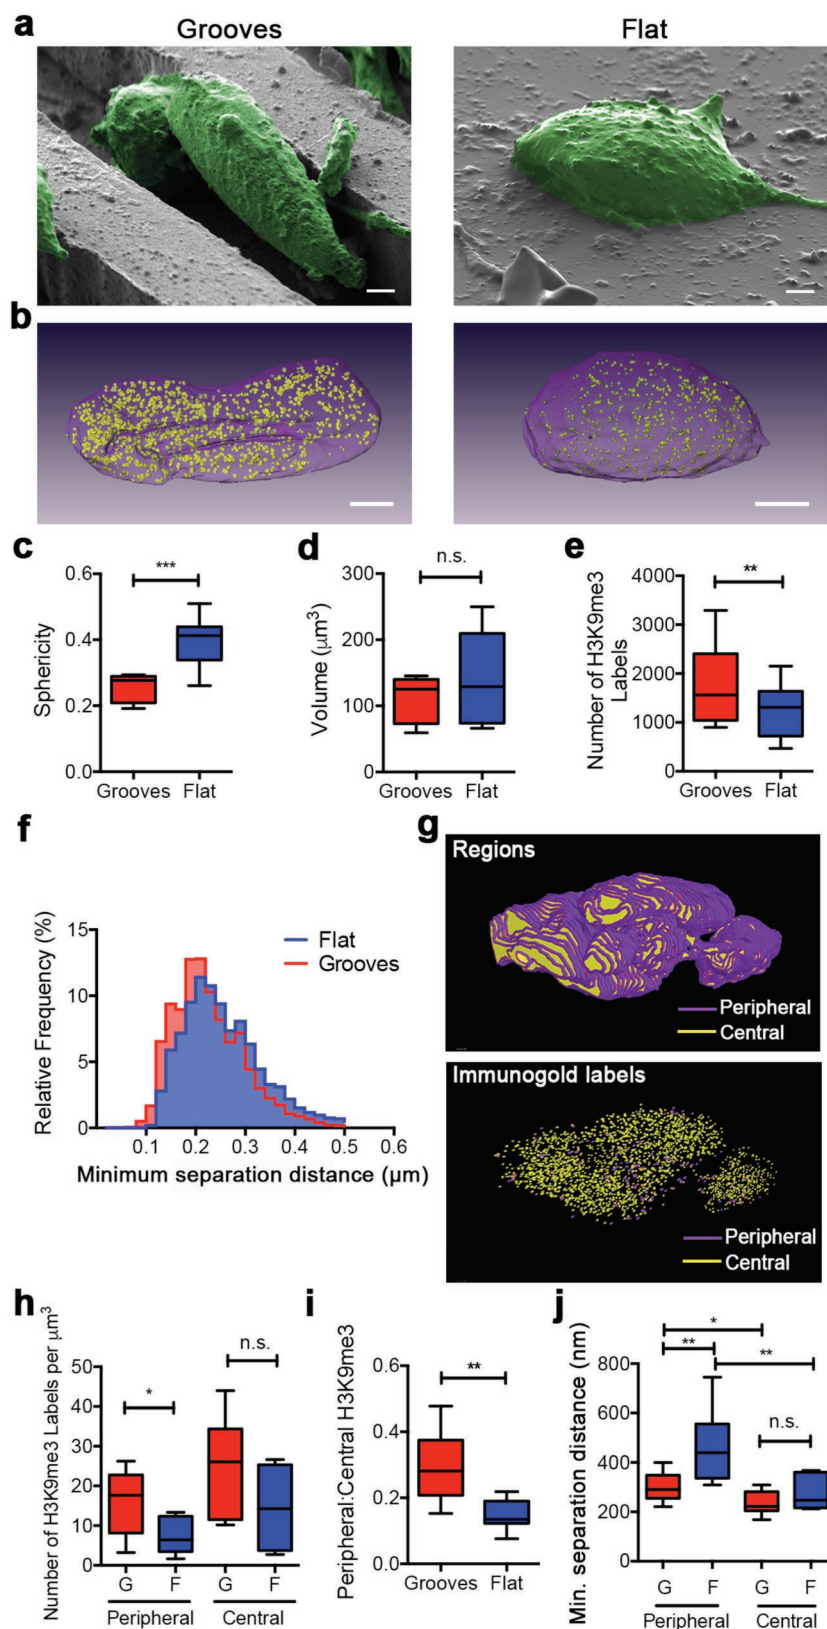 a
Grooves
Flat
b
c
Sphericity
0.6
0.4
0.2
0.0
***
Grooves Flat
d
Volume (μm³)
300
200
100
0
n.s.
Grooves Flat
e
Number of H3K9me3
Labels
4000
3000
2000
1000
0
**
Grooves Flat
f
Relative Frequency (%)
15
10
5
0
Flat
Grooves
0.1 0.2 0.3 0.4 0.5 0.6
Minimum separation distance (μm)
g
Regions
Peripheral
Central
Immunogold labels
Peripheral
Central
h
Number of H3K9me3 Labels per μm³
50
40
30
20
10
0
*
n.s.
G F G F
Peripheral Central
i
Peripheral:Central H3K9me3
0.6
0.4
0.2
0.0
**
Grooves Flat
j
Min. separation distance (nm)
800
600
400
200
0
*
**
**
n.s.
G F G F
Peripheral Central